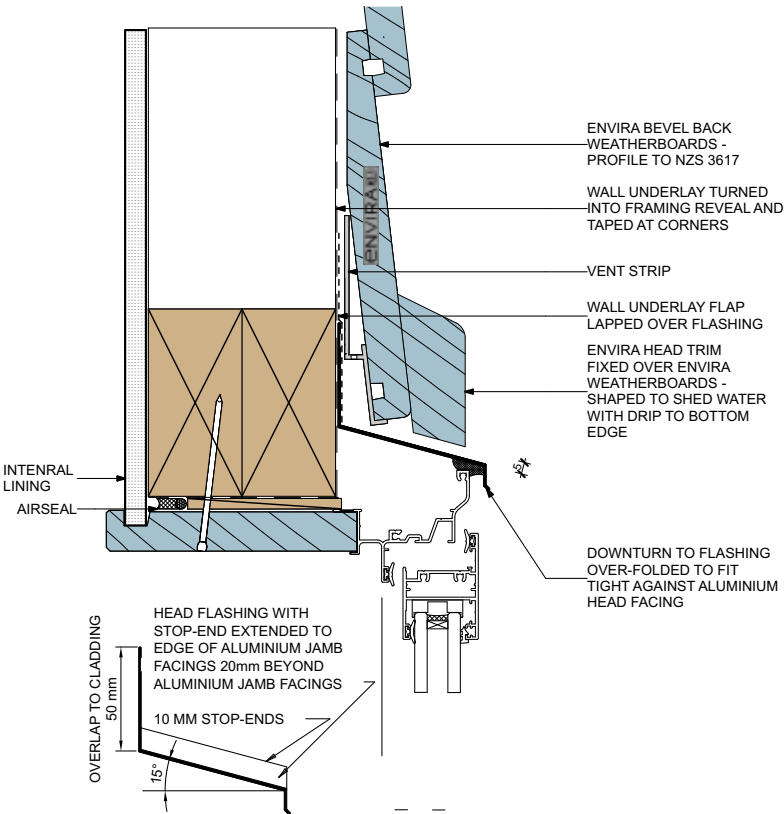 ENVIRA BEVEL BACK
WEATHERBOARDS -
PROFILE TO NZS 3617
WALL UNDERLAY TURNED
INTO FRAMING REVEAL AND
TAPED AT CORNERS
ENVIRA
VENT STRIP
WALL UNDERLAY FLAP
LAPPED OVER FLASHING
ENVIRA HEAD TRIM
FIXED OVER ENVIRA
WEATHERBOARDS -
SHAPED TO SHED WATER
WITH DRIP TO BOTTOM
EDGE
5
INTENRAL
LINING
AIRSEAL
DOWNTURN TO FLASHING
OVER-FOLDED TO FIT
TIGHT AGAINST ALUMINIUM
HEAD FACING
HEAD FLASHING WITH
STOP-END EXTENDED TO
EDGE OF ALUMINIUM JAMB
FACINGS 20mm BEYOND
ALUMINIUM JAMB FACINGS
10 MM STOP-ENDS
OVERLAP TO CLADDING
50 mm
15°